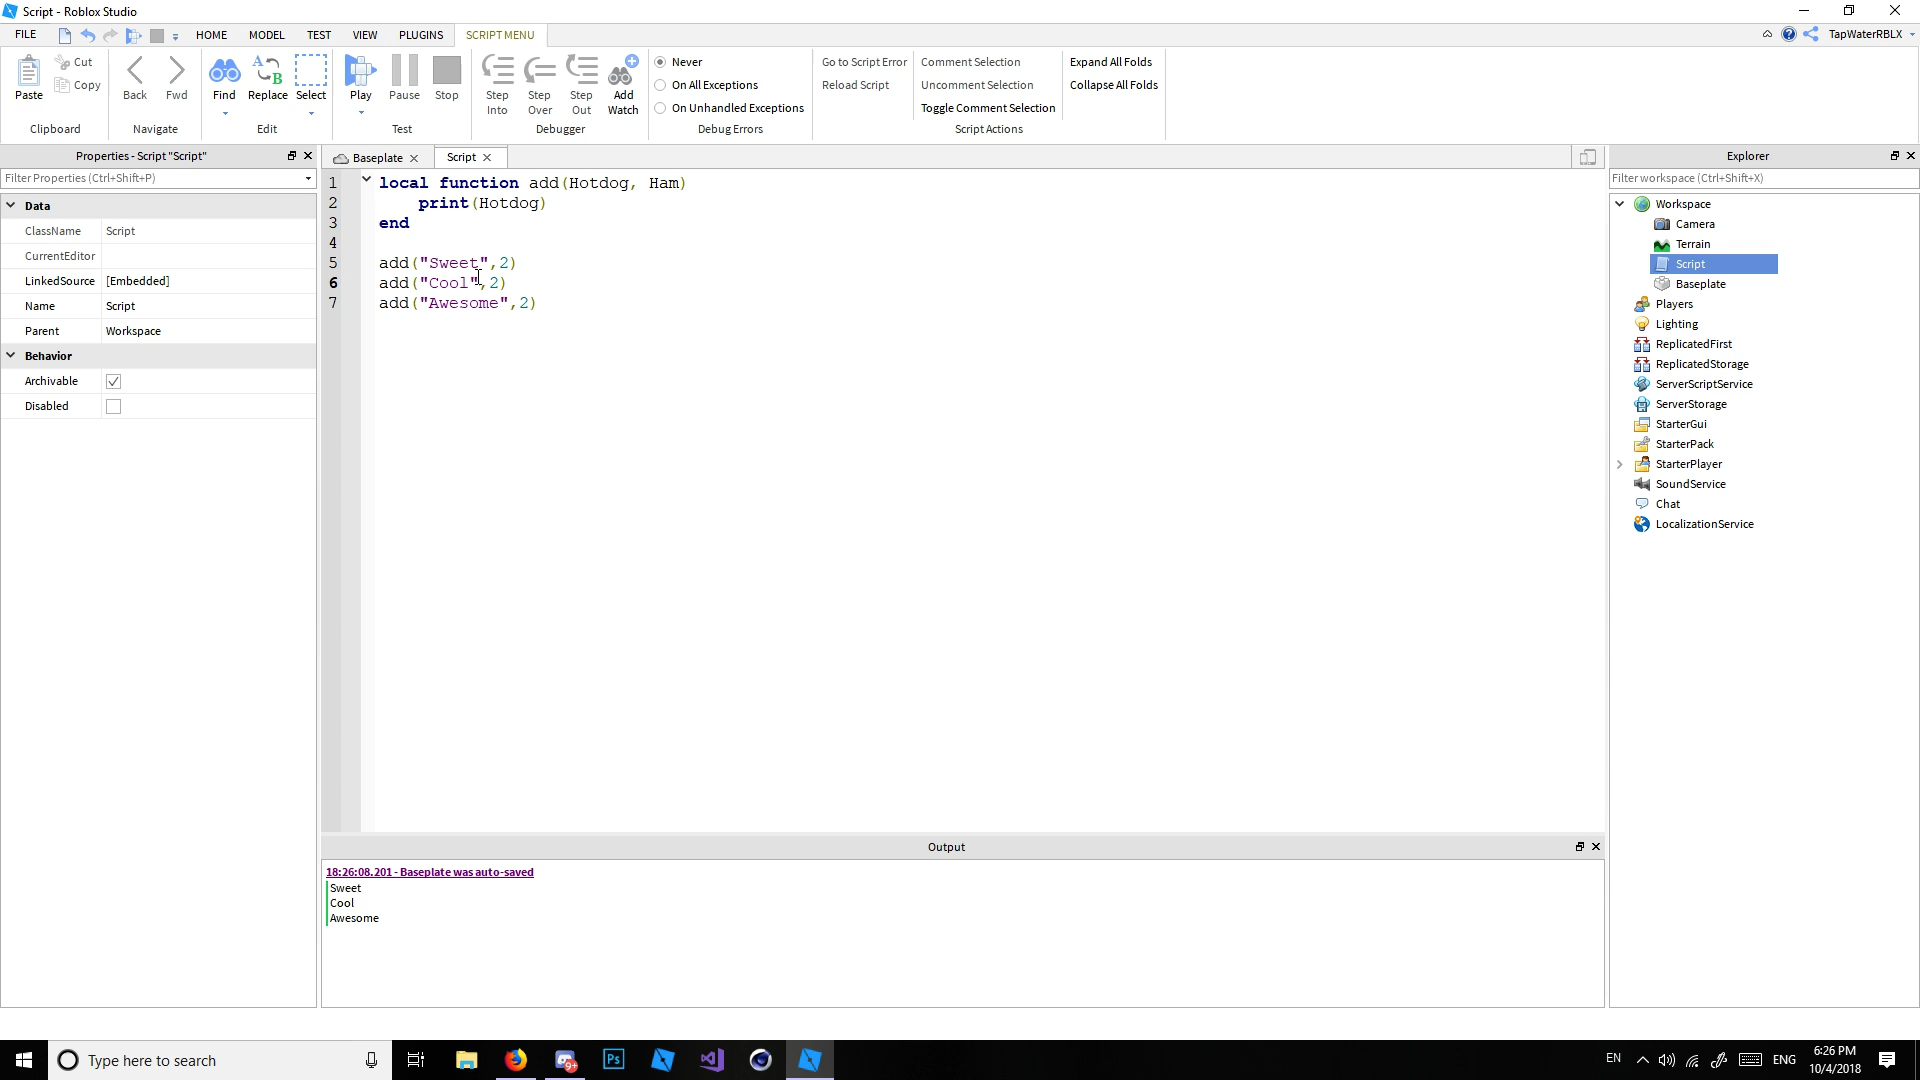 Script - Roblox Studio
FILE HOME MODEL TEST VIEW PLUGINS SCRIPT MENU TapWaterRBLX
Paste Cut Copy Back Fwd Find Replace Select Play Pause Stop Step Into Step Over Step Out Add Watch
Never
On All Exceptions
On Unhandled Exceptions
Go to Script Error
Reload Script
Comment Selection
Uncomment Selection
Toggle Comment Selection
Expand All Folds
Collapse All Folds
Clipboard Navigate Edit Test Debugger Debug Errors Script Actions
Properties - Script "Script"
Filter Properties (Ctrl+Shift+P)
Data
ClassName Script
CurrentEditor
LinkedSource [Embedded]
Name Script
Parent Workspace
Behavior
Archivable
Disabled
Baseplate Script
1 local function add(Hotdog, Ham)
2 print(Hotdog)
3 end
4
5 add("Sweet",2)
6 add("Cool",2)
7 add("Awesome",2)
Output
18:26:08.201 - Baseplate was auto-saved
Sweet
Cool
Awesome
Explorer
Filter workspace (Ctrl+Shift+X)
Workspace
Camera
Terrain
Script
Baseplate
Players
Lighting
ReplicatedFirst
ReplicatedStorage
ServerScriptService
ServerStorage
StarterGui
StarterPack
StarterPlayer
SoundService
Chat
LocalizationService
Type here to search
Ps
EN
ENG
6:26 PM
10/4/2018